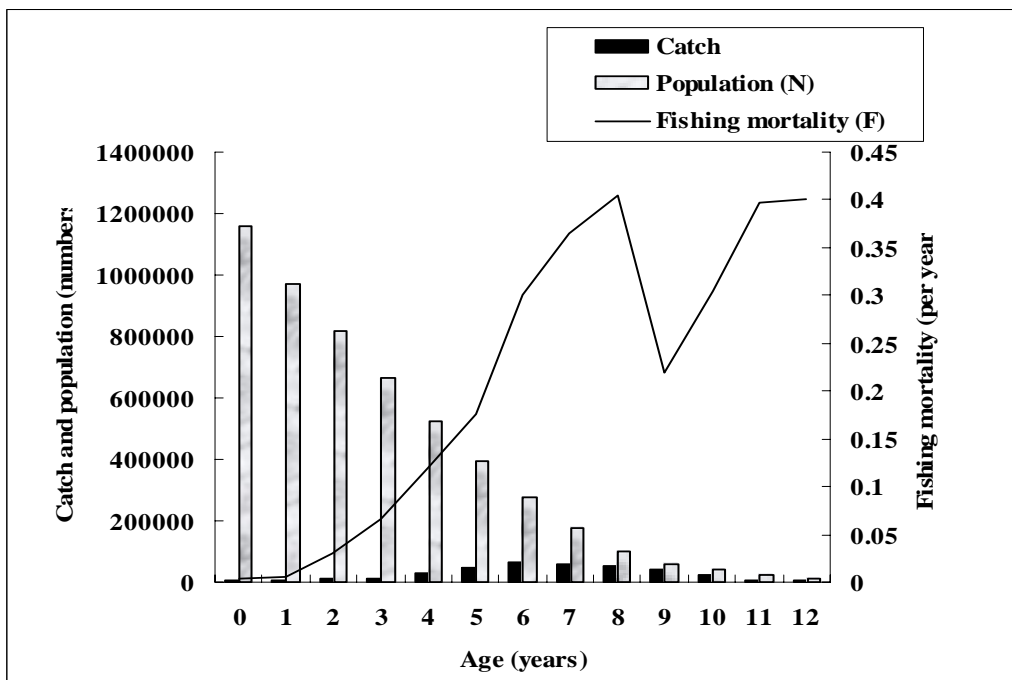 Catch
Population (N)
Fishing mortality (F)
Catch and population (numbers
1400000
1200000
1000000
800000
600000
400000
200000
0
0.45
0.4
0.35
0.3
0.25
0.2
0.15
0.1
0.05
0
Fishing mortality (per year
0 1 2 3 4 5 6 7 8 9 10 11 12
Age (years)